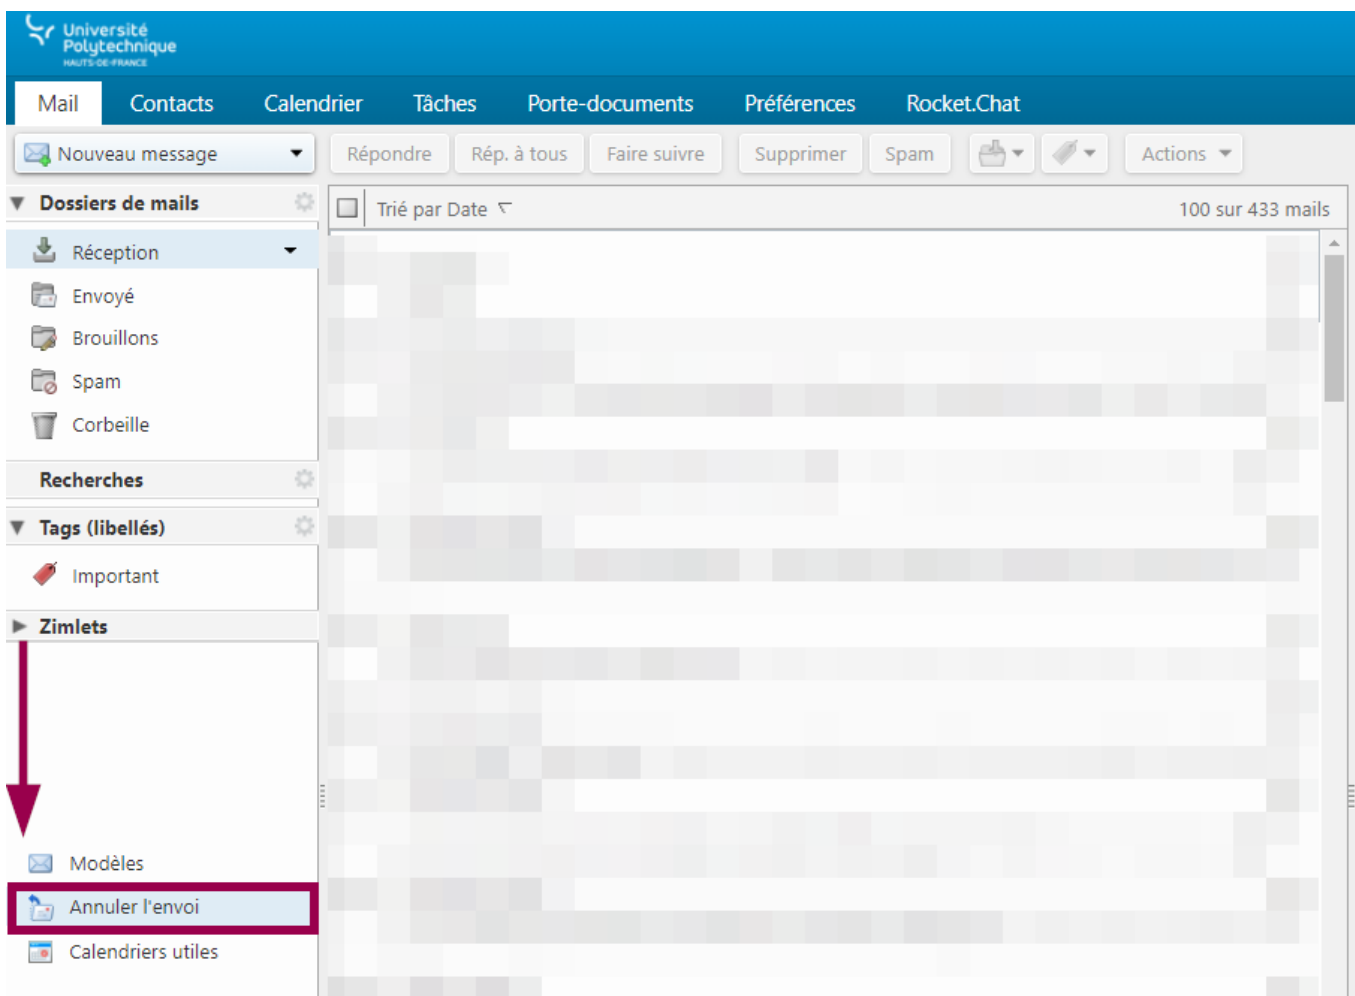 Université
Polytechnique
HAUTS-DE-FRANCE
Mail Contacts Calendrier Tâches Porte-documents Préférences Rocket.Chat
Nouveau message Répondre Rép. à tous Faire suivre Supprimer Spam Actions
Dossiers de mails
Trié par Date 100 sur 433 mails
Réception
Envoyé
Brouillons
Spam
Corbeille
Recherches
Tags (libellés)
Important
Zimlets
Modèles
Annuler l'envoi
Calendriers utiles